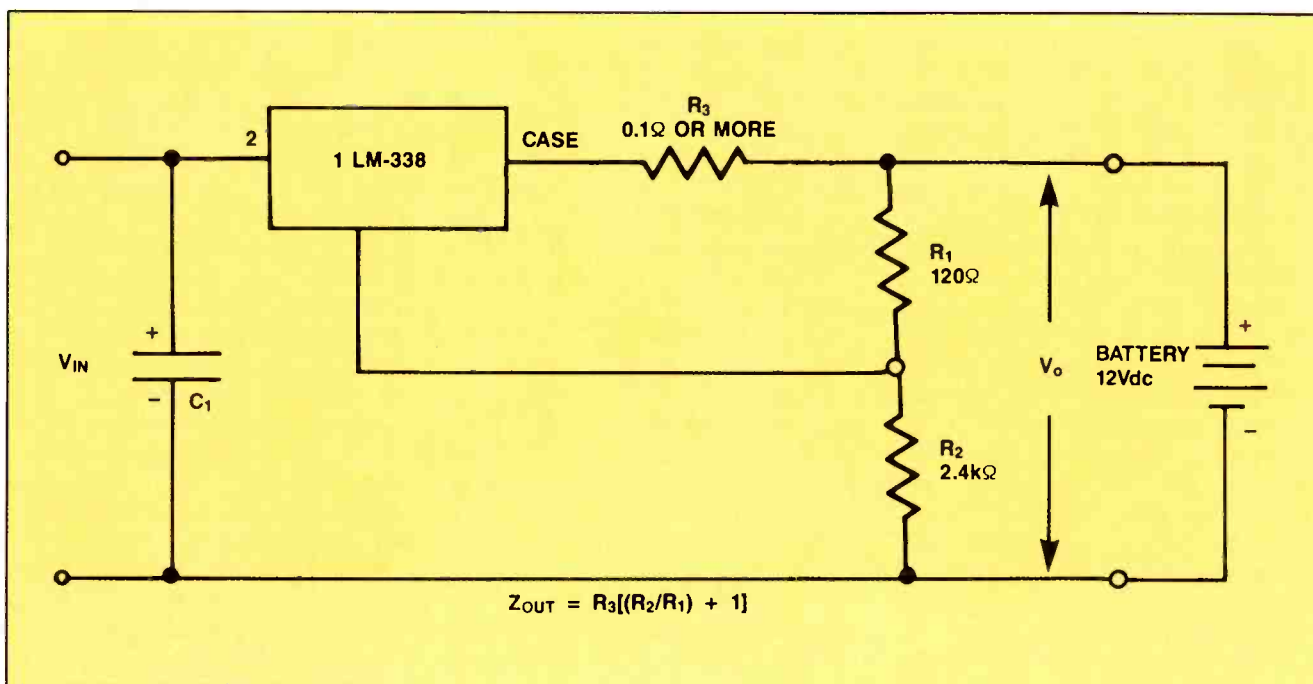 R3
0.1Ω OR MORE
2
1 LM-338
CASE
R1
120Ω
+
VIN
−
C1
Vo
+
BATTERY
12Vdc
−
R2
2.4kΩ
ZOUT = R3[(R2/R1) + 1}